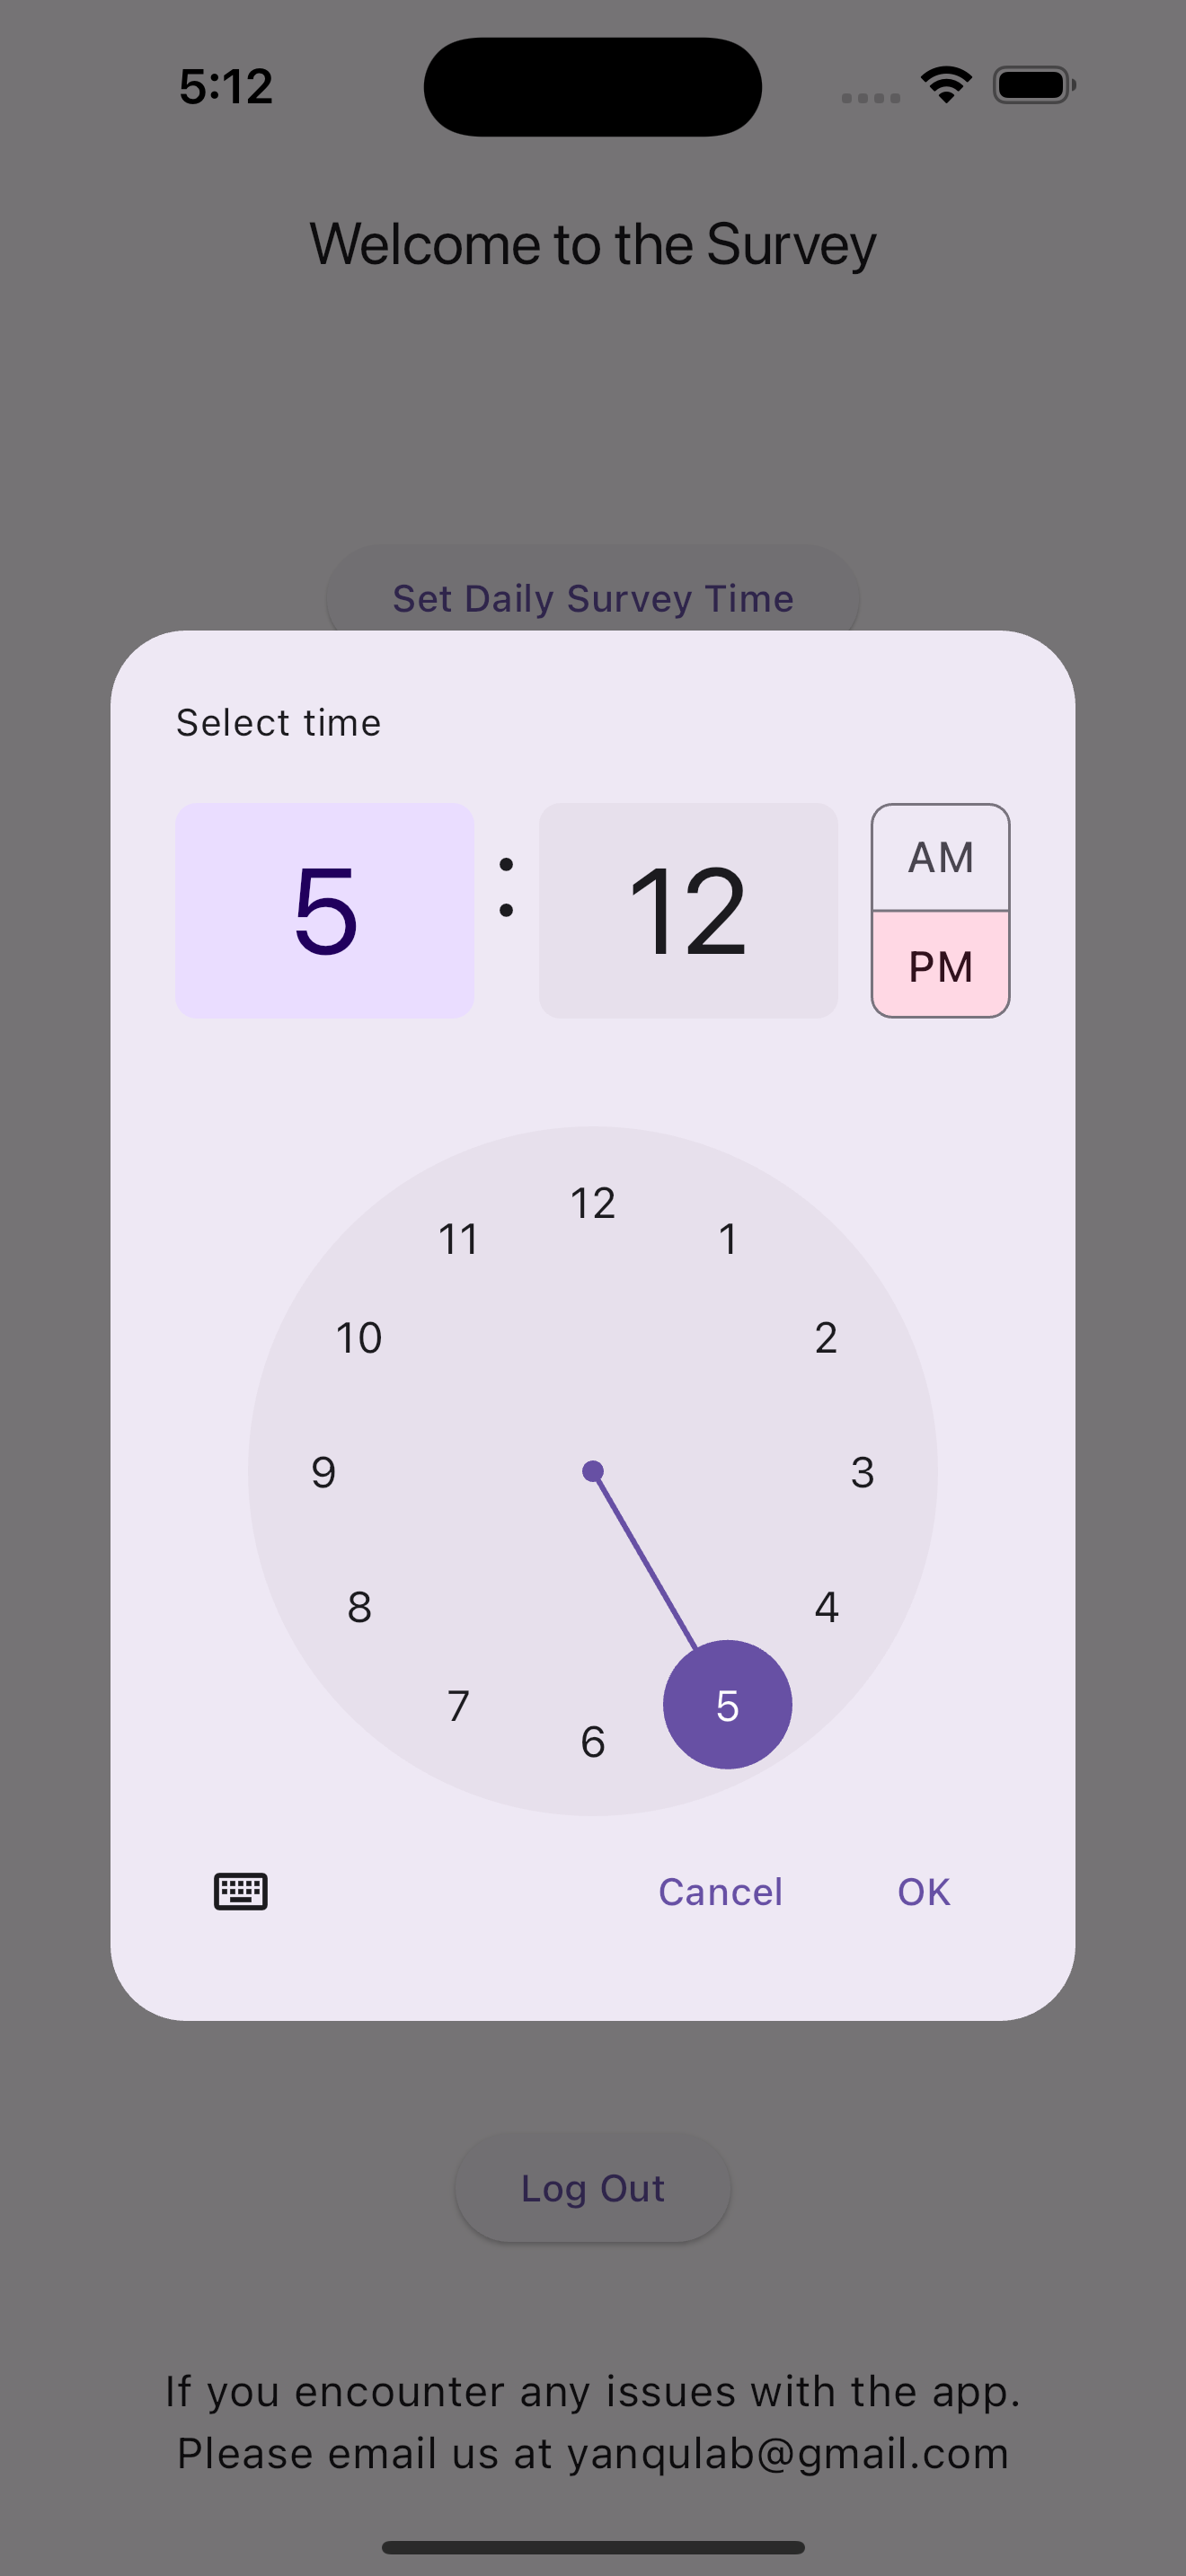 5:12
Welcome to the Survey
Set Daily Survey Time
Select time
5 : 12
AM
PM
12
11 1
10 2
9 3
8 4
7 5
6
Cancel OK
Log Out
If you encounter any issues with the app.
Please email us at yanqulab@gmail.com